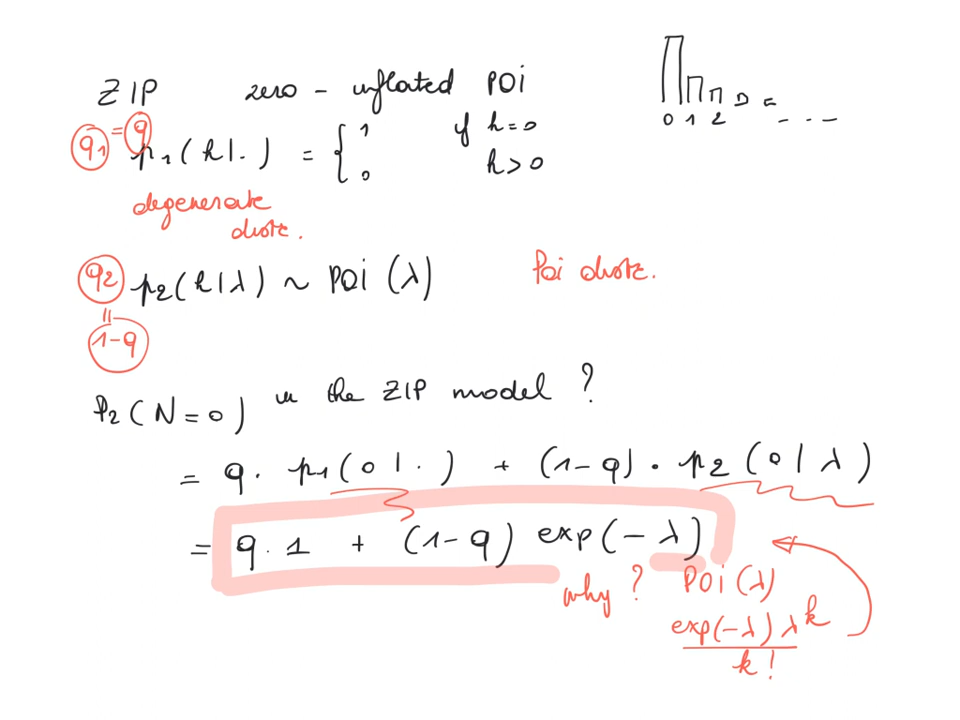 ZIP zero - inflated POi
0 1 2 - - -
q1 = q p1(k|.) = { 1 if k=0
0 k>0
degenerate
distr.
q2 p2(k|λ) ~ POi (λ) Poi distr.
=
1-q
Pr(N=0) in the ZIP model ?
= q . p1(0|.) + (1-q) . p2(0|λ)
= q . 1 + (1-q) exp(-λ)
why ? POi(λ)
exp(-λ) λ^k
k!